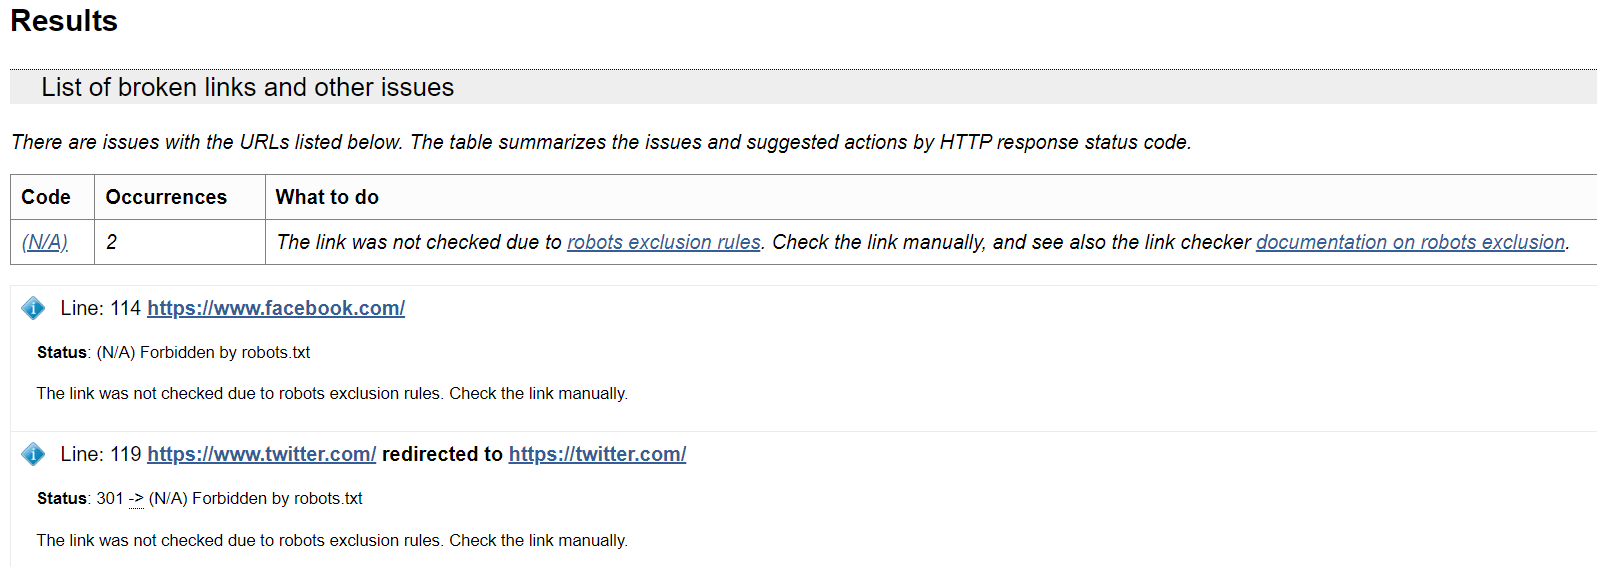 Results
List of broken links and other issues
There are issues with the URLs listed below. The table summarizes the issues and suggested actions by HTTP response status code.
Code Occurrences What to do
(N/A) 2 The link was not checked due to robots exclusion rules. Check the link manually, and see also the link checker documentation on robots exclusion.
Line: 114 https://www.facebook.com/
Status: (N/A) Forbidden by robots.txt
The link was not checked due to robots exclusion rules. Check the link manually.
Line: 119 https://www.twitter.com/ redirected to https://twitter.com/
Status: 301 -> (N/A) Forbidden by robots.txt
The link was not checked due to robots exclusion rules. Check the link manually.